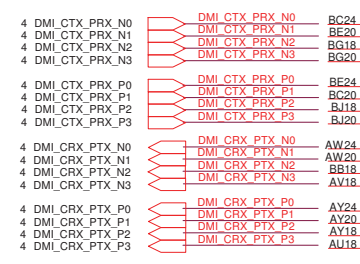 4 DMI_CTX_PRX_N0 DMI_CTX_PRX_N0 BC24
4 DMI_CTX_PRX_N1 DMI_CTX_PRX_N1 BE20
4 DMI_CTX_PRX_N2 DMI_CTX_PRX_N2 BG18
4 DMI_CTX_PRX_N3 DMI_CTX_PRX_N3 BG20
4 DMI_CTX_PRX_P0 DMI_CTX_PRX_P0 BE24
4 DMI_CTX_PRX_P1 DMI_CTX_PRX_P1 BC20
4 DMI_CTX_PRX_P2 DMI_CTX_PRX_P2 BJ18
4 DMI_CTX_PRX_P3 DMI_CTX_PRX_P3 BJ20
4 DMI_CRX_PTX_N0 DMI_CRX_PTX_N0 AW24
4 DMI_CRX_PTX_N1 DMI_CRX_PTX_N1 AW20
4 DMI_CRX_PTX_N2 DMI_CRX_PTX_N2 BB18
4 DMI_CRX_PTX_N3 DMI_CRX_PTX_N3 AV18
4 DMI_CRX_PTX_P0 DMI_CRX_PTX_P0 AY24
4 DMI_CRX_PTX_P1 DMI_CRX_PTX_P1 AY20
4 DMI_CRX_PTX_P2 DMI_CRX_PTX_P2 AY18
4 DMI_CRX_PTX_P3 DMI_CRX_PTX_P3 AU18